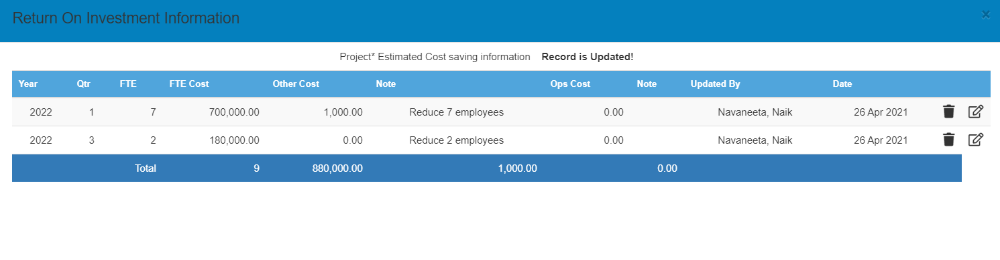 Return On Investment Information ×
Project* Estimated Cost saving information Record is Updated!
Year Qtr FTE FTE Cost Other Cost Note Ops Cost Note Updated By Date
2022 1 7 700,000.00 1,000.00 Reduce 7 employees 0.00 Navaneeta, Naik 26 Apr 2021
2022 3 2 180,000.00 0.00 Reduce 2 employees 0.00 Navaneeta, Naik 26 Apr 2021
Total 9 880,000.00 1,000.00 0.00